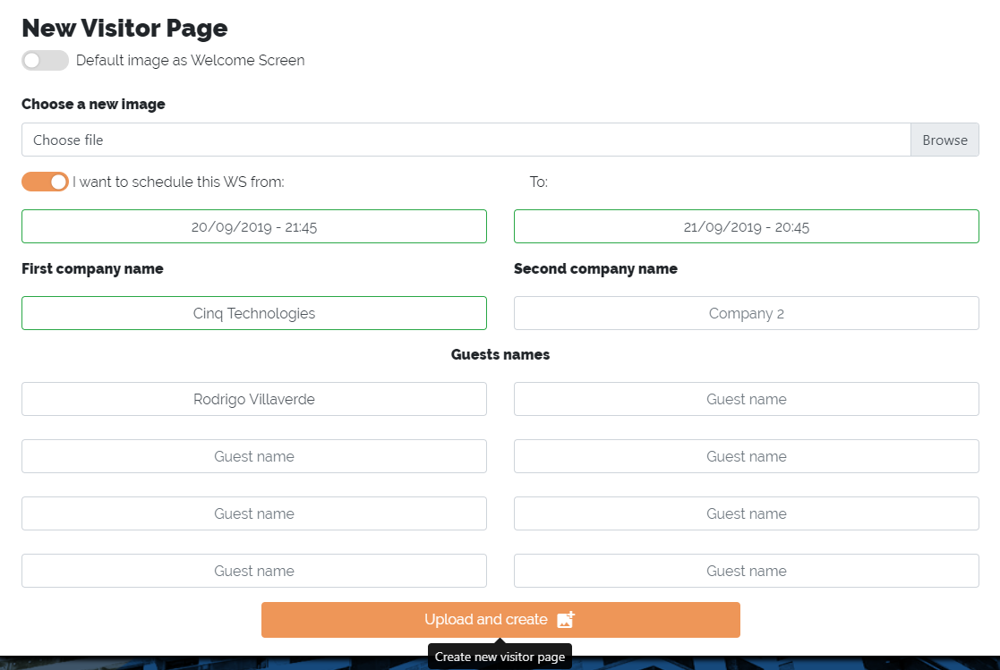 New Visitor Page
Default image as Welcome Screen
Choose a new image
Choose file Browse
I want to schedule this WS from: To:
20/09/2019 - 21:45 21/09/2019 - 20:45
First company name Second company name
Cinq Technologies Company 2
Guests names
Rodrigo Villaverde Guest name
Guest name Guest name
Guest name Guest name
Guest name Guest name
Upload and create
Create new visitor page